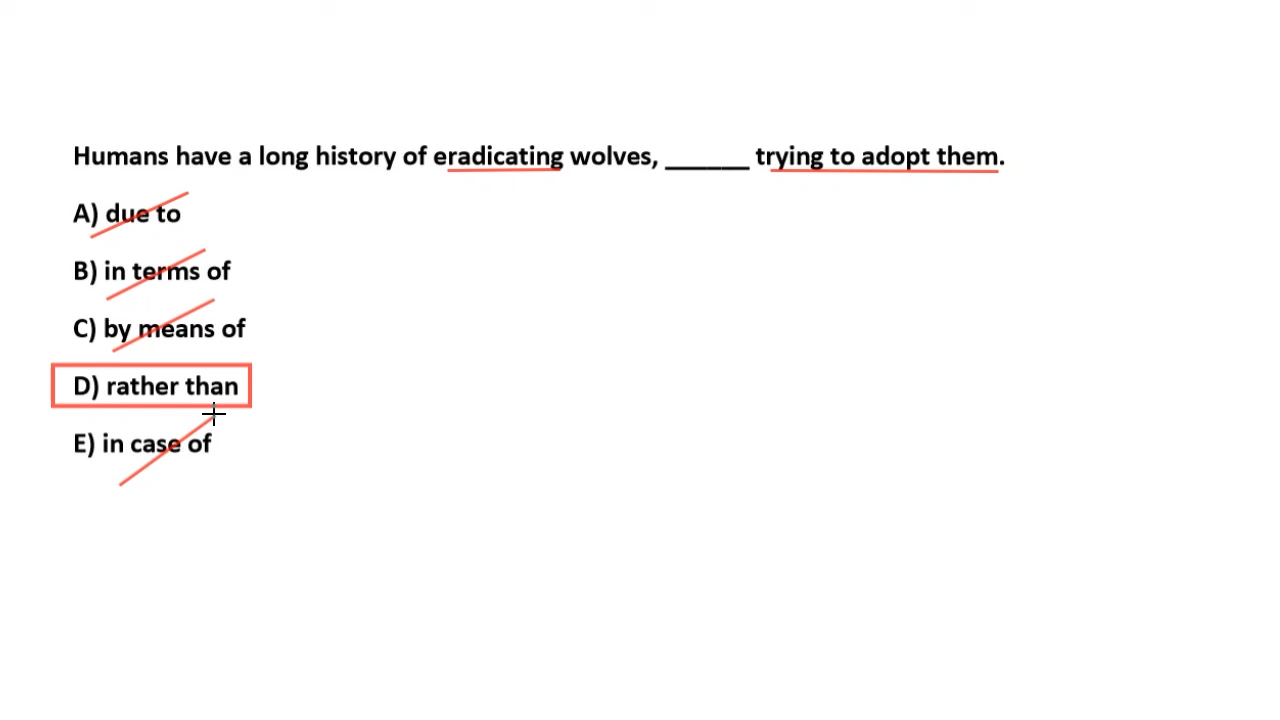 Humans have a long history of eradicating wolves, ______ trying to adopt them.
A) due to
B) in terms of
C) by means of
D) rather than
E) in case of